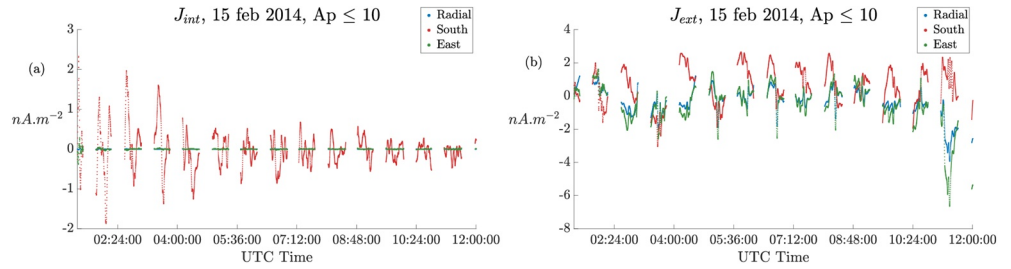 J_int, 15 feb 2014, Ap ≤ 10
Radial
South
East
(a)
nA.m⁻²
3
2
1
0
-1
-2
02:24:00 04:00:00 05:36:00 07:12:00 08:48:00 10:24:00 12:00:00
UTC Time
J_ext, 15 feb 2014, Ap ≤ 10
Radial
South
East
(b)
nA.m⁻²
4
2
0
-2
-4
-6
-8
02:24:00 04:00:00 05:36:00 07:12:00 08:48:00 10:24:00 12:00:00
UTC Time